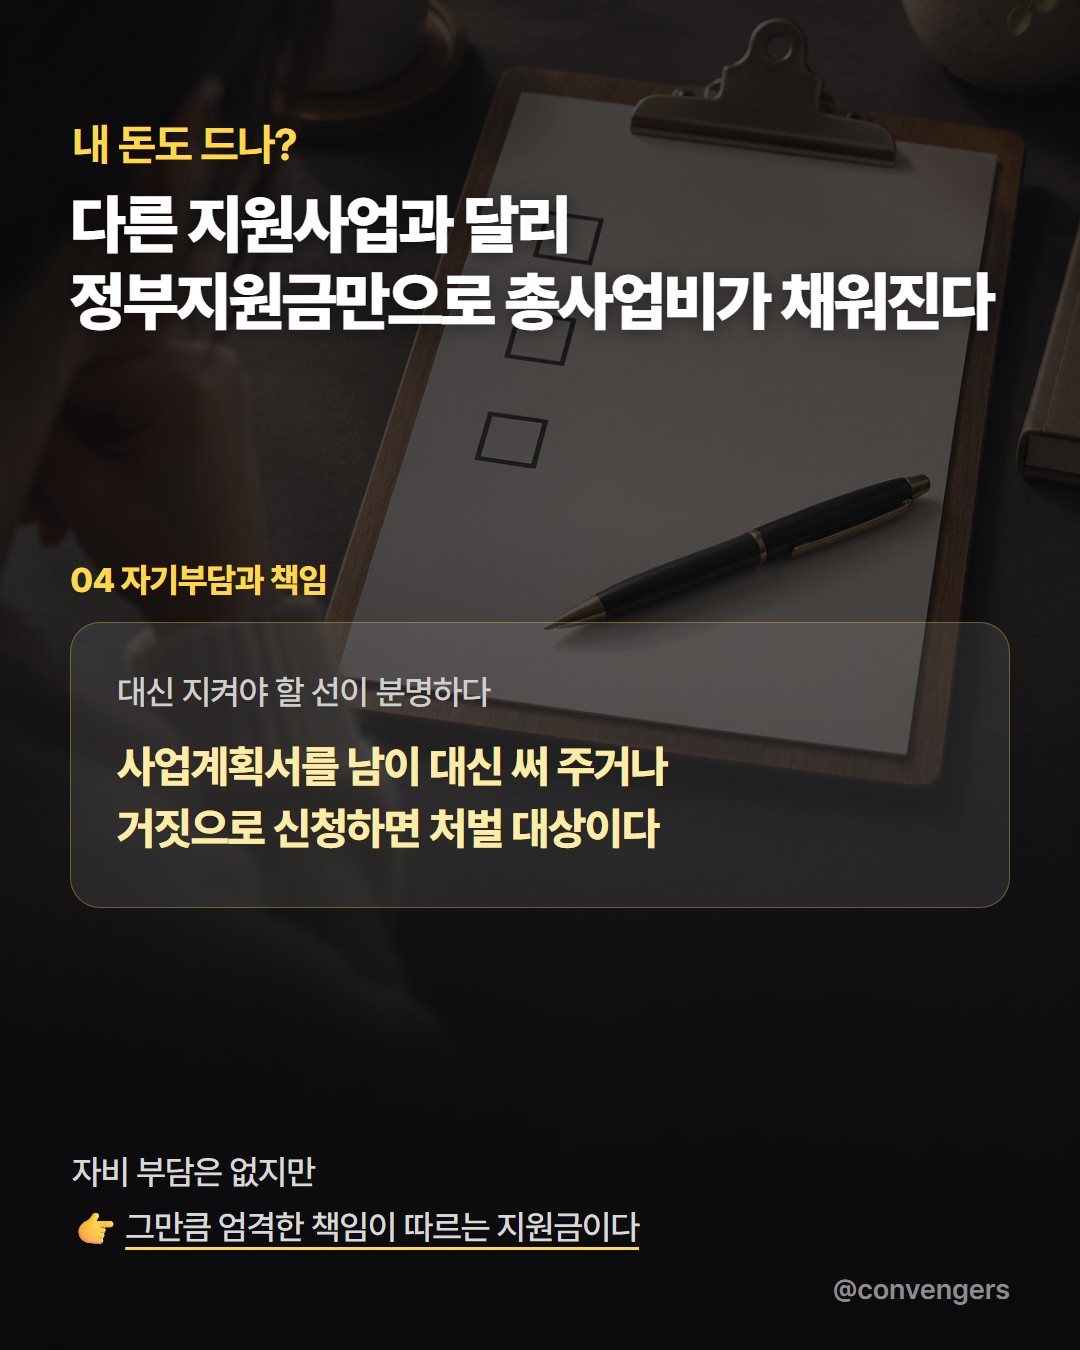 내 돈도 드나?
다른 지원사업과 달리
정부지원금만으로 총사업비가 채워진다
04 자기부담과 책임
대신 지켜야 할 선이 분명하다
사업계획서를 남이 대신 써 주거나
거짓으로 신청하면 처벌 대상이다
자비 부담은 없지만
👉 그만큼 엄격한 책임이 따르는 지원금이다
@convengers